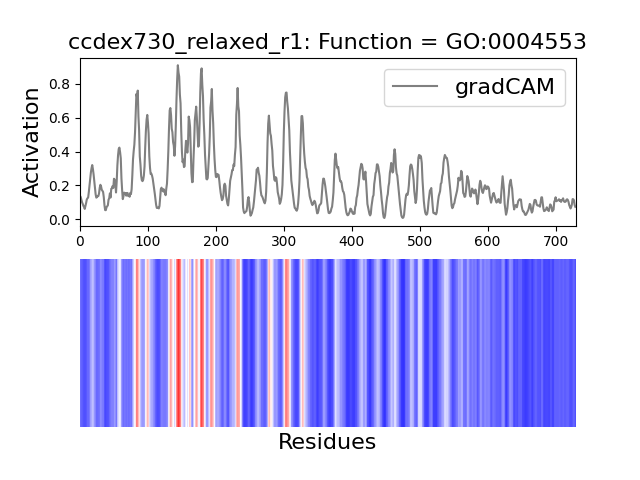 ccdex730_relaxed_r1: Function = GO:0004553
Activation
0.8
0.6
0.4
0.2
0.0
gradCAM
0 100 200 300 400 500 600 700
Residues